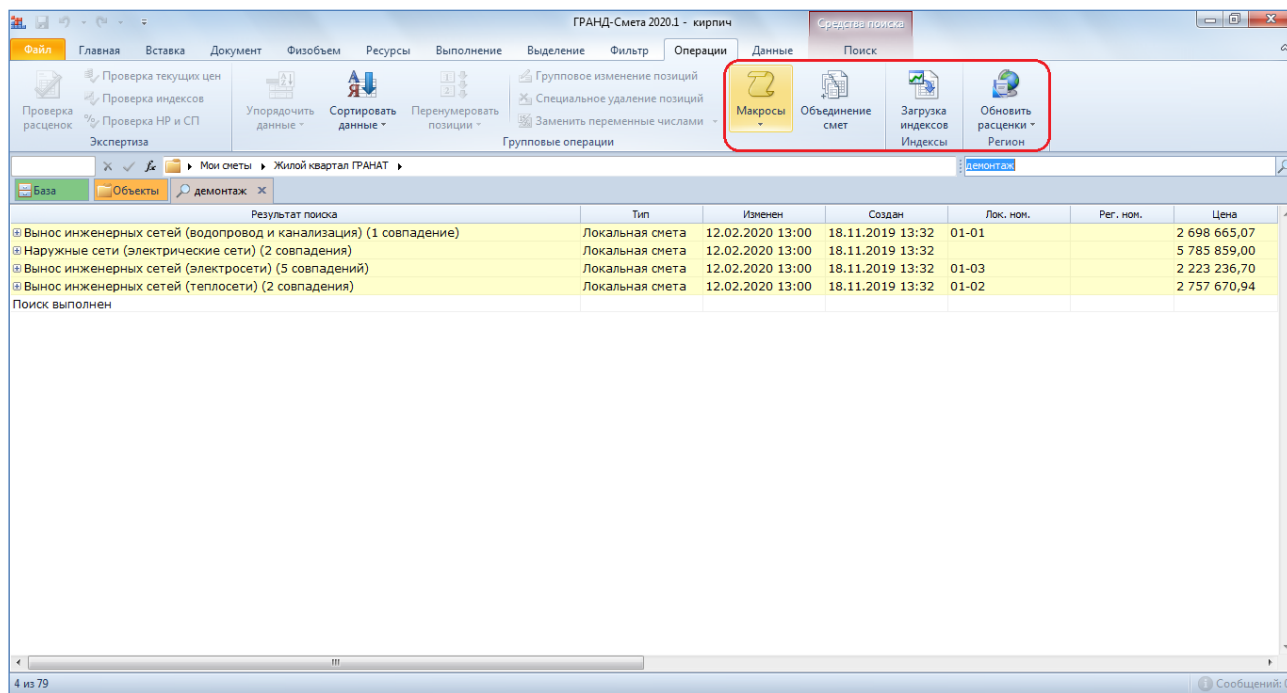 ГРАНД-Смета 2020.1 - кирпич
Средства поиска
Файл Главная Вставка Документ Физобъем Ресурсы Выполнение Выделение Фильтр Операции Данные Поиск
Проверка расценок
Проверка текущих цен
Проверка индексов
Проверка НР и СП
Экспертиза
Упорядочить данные
Сортировать данные
Перенумеровать позиции
Групповое изменение позиций
Специальное удаление позиций
Заменить переменные числами
Групповые операции
Макросы
Объединение смет
Загрузка индексов
Индексы
Обновить расценки
Регион
fx Мои сметы Жилой квартал ГРАНАТ демонтаж
База Объекты демонтаж
Результат поиска Тип Изменен Создан Лок. ном. Рег. ном. Цена
Вынос инженерных сетей (водопровод и канализация) (1 совпадение) Локальная смета 12.02.2020 13:00 18.11.2019 13:32 01-01 2 698 665,07
Наружные сети (электрические сети) (2 совпадения) Локальная смета 12.02.2020 13:00 18.11.2019 13:32 5 785 859,00
Вынос инженерных сетей (электросети) (5 совпадений) Локальная смета 12.02.2020 13:00 18.11.2019 13:32 01-03 2 223 236,70
Вынос инженерных сетей (теплосети) (2 совпадения) Локальная смета 12.02.2020 13:00 18.11.2019 13:32 01-02 2 757 670,94
Поиск выполнен
4 из 79 Сообщений: